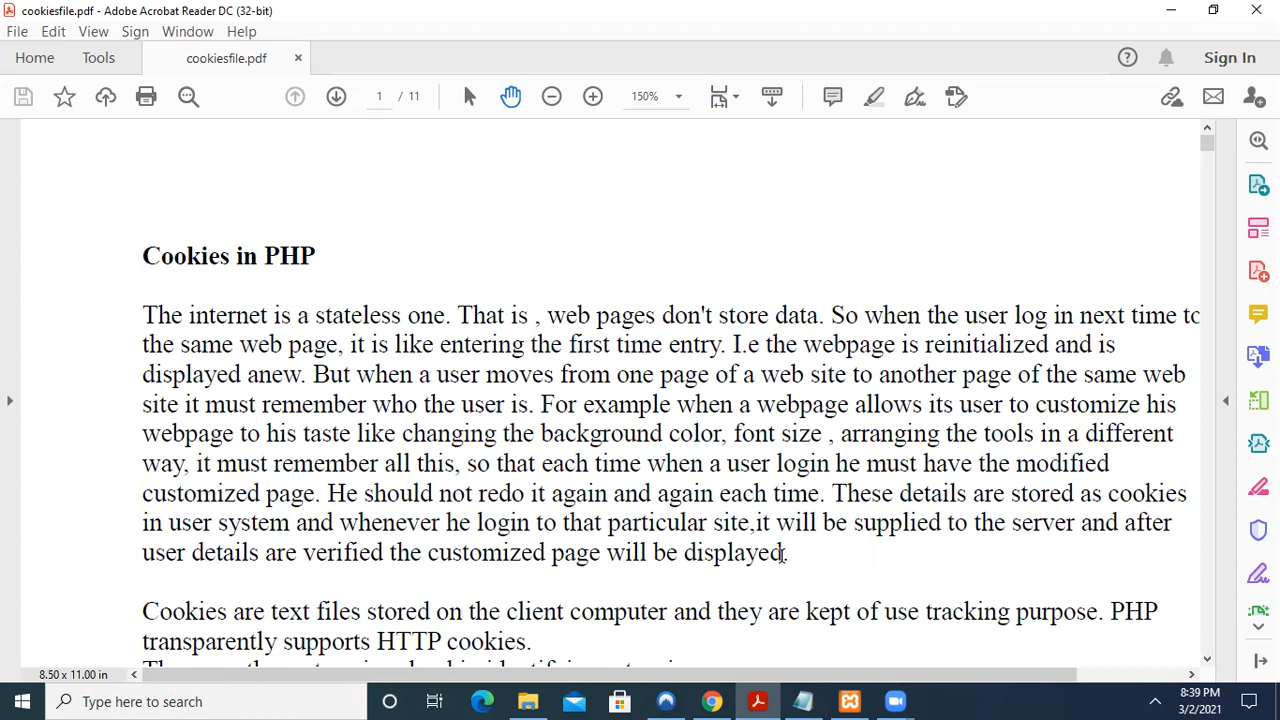 cookiesfile.pdf - Adobe Acrobat Reader DC (32-bit)
File Edit View Sign Window Help
Home Tools cookiesfile.pdf Sign In
1 / 11 150%
Cookies in PHP
The internet is a stateless one. That is , web pages don't store data. So when the user log in next time to
the same web page, it is like entering the first time entry. I.e the webpage is reinitialized and is
displayed anew. But when a user moves from one page of a web site to another page of the same web
site it must remember who the user is. For example when a webpage allows its user to customize his
webpage to his taste like changing the background color, font size , arranging the tools in a different
way, it must remember all this, so that each time when a user login he must have the modified
customized page. He should not redo it again and again each time. These details are stored as cookies
in user system and whenever he login to that particular site,it will be supplied to the server and after
user details are verified the customized page will be displayed.
Cookies are text files stored on the client computer and they are kept of use tracking purpose. PHP
transparently supports HTTP cookies.
8.50 x 11.00 in
Type here to search
8:39 PM
3/2/2021